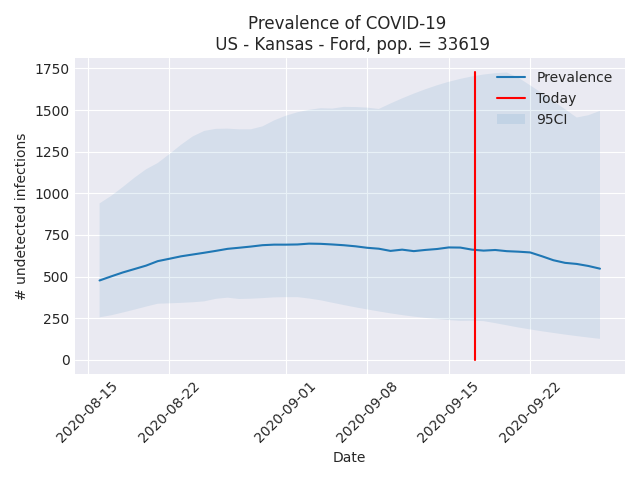 Prevalence of COVID-19
US - Kansas - Ford, pop. = 33619
1750
1500
1250
1000
750
500
250
0
# undetected infections
Prevalence
Today
95CI
2020-08-15
2020-08-22
2020-09-01
2020-09-08
2020-09-15
2020-09-22
Date